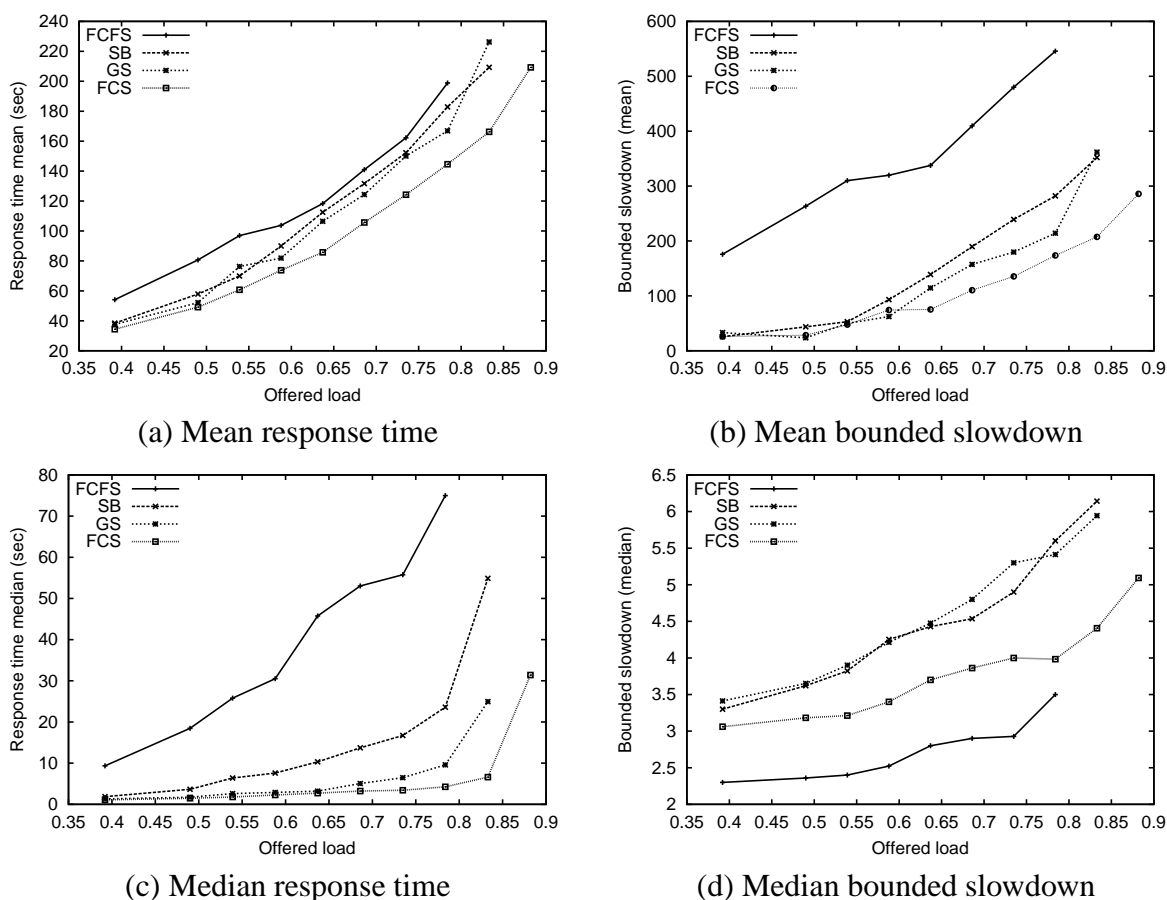 240
220
200
180
160
140
120
100
80
60
40
20
Response time mean (sec)
FCFS
SB
GS
FCS
0.35 0.4 0.45 0.5 0.55 0.6 0.65 0.7 0.75 0.8 0.85 0.9
Offered load
(a) Mean response time
600
500
400
300
200
100
0
Bounded slowdown (mean)
FCFS
SB
GS
FCS
0.35 0.4 0.45 0.5 0.55 0.6 0.65 0.7 0.75 0.8 0.85 0.9
Offered load
(b) Mean bounded slowdown
80
70
60
50
40
30
20
10
0
Response time median (sec)
FCFS
SB
GS
FCS
0.35 0.4 0.45 0.5 0.55 0.6 0.65 0.7 0.75 0.8 0.85 0.9
Offered load
(c) Median response time
6.5
6
5.5
5
4.5
4
3.5
3
2.5
2
Bounded slowdown (median)
FCFS
SB
GS
FCS
0.35 0.4 0.45 0.5 0.55 0.6 0.65 0.7 0.75 0.8 0.85 0.9
Offered load
(d) Median bounded slowdown